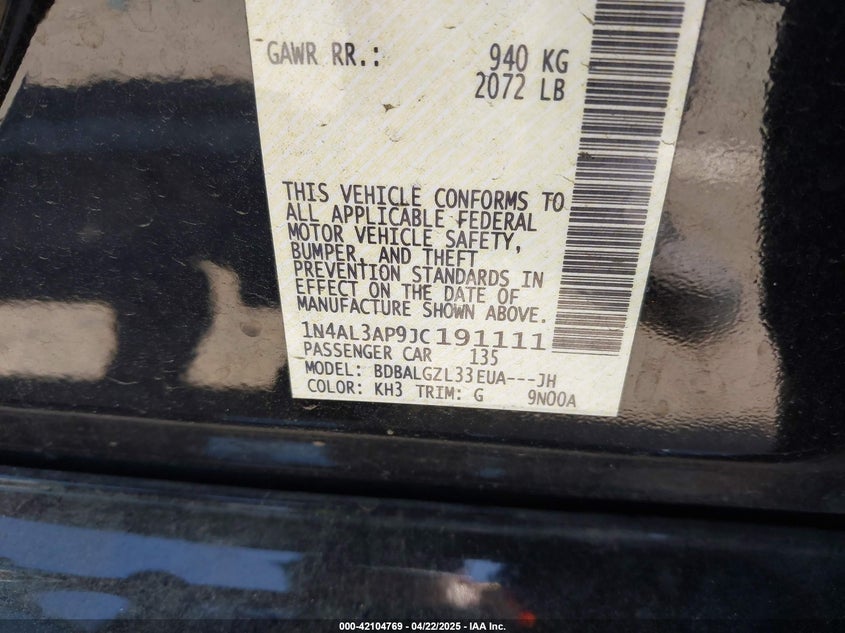 GAWR RR.: 940 KG
2072 LB
THIS VEHICLE CONFORMS TO
ALL APPLICABLE FEDERAL
MOTOR VEHICLE SAFETY,
BUMPER, AND THEFT
PREVENTION STANDARDS IN
EFFECT ON THE DATE OF
MANUFACTURE SHOWN ABOVE.
1N4AL3AP9JC191111
PASSENGER CAR 135
MODEL: BDBALGZL33EUA---JH
COLOR: KH3 TRIM: G 9N00A
000-42104769 - 04/22/2025 - IAA Inc.